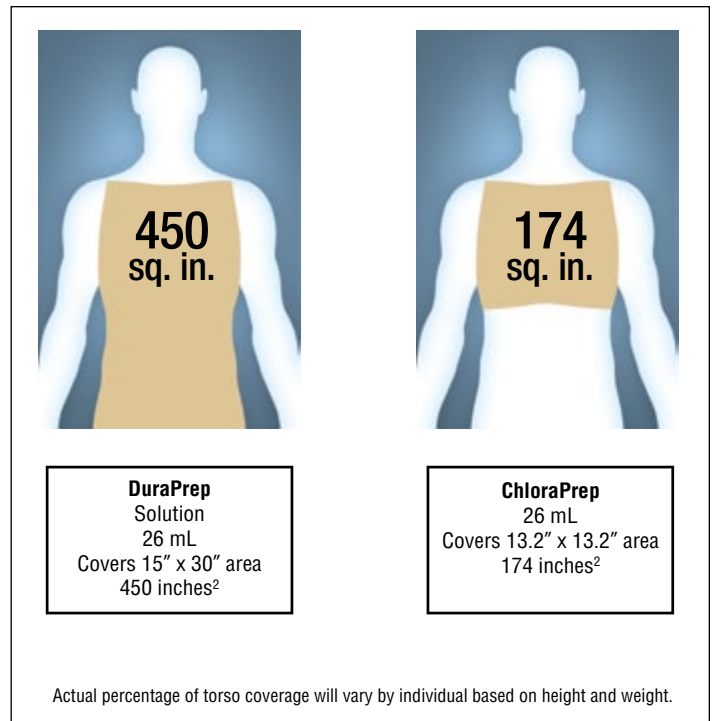 450
sq. in.
174
sq. in.
DuraPrep
Solution
26 mL
Covers 15″ x 30″ area
450 inches²
ChloraPrep
26 mL
Covers 13.2″ x 13.2″ area
174 inches²
Actual percentage of torso coverage will vary by individual based on height and weight.